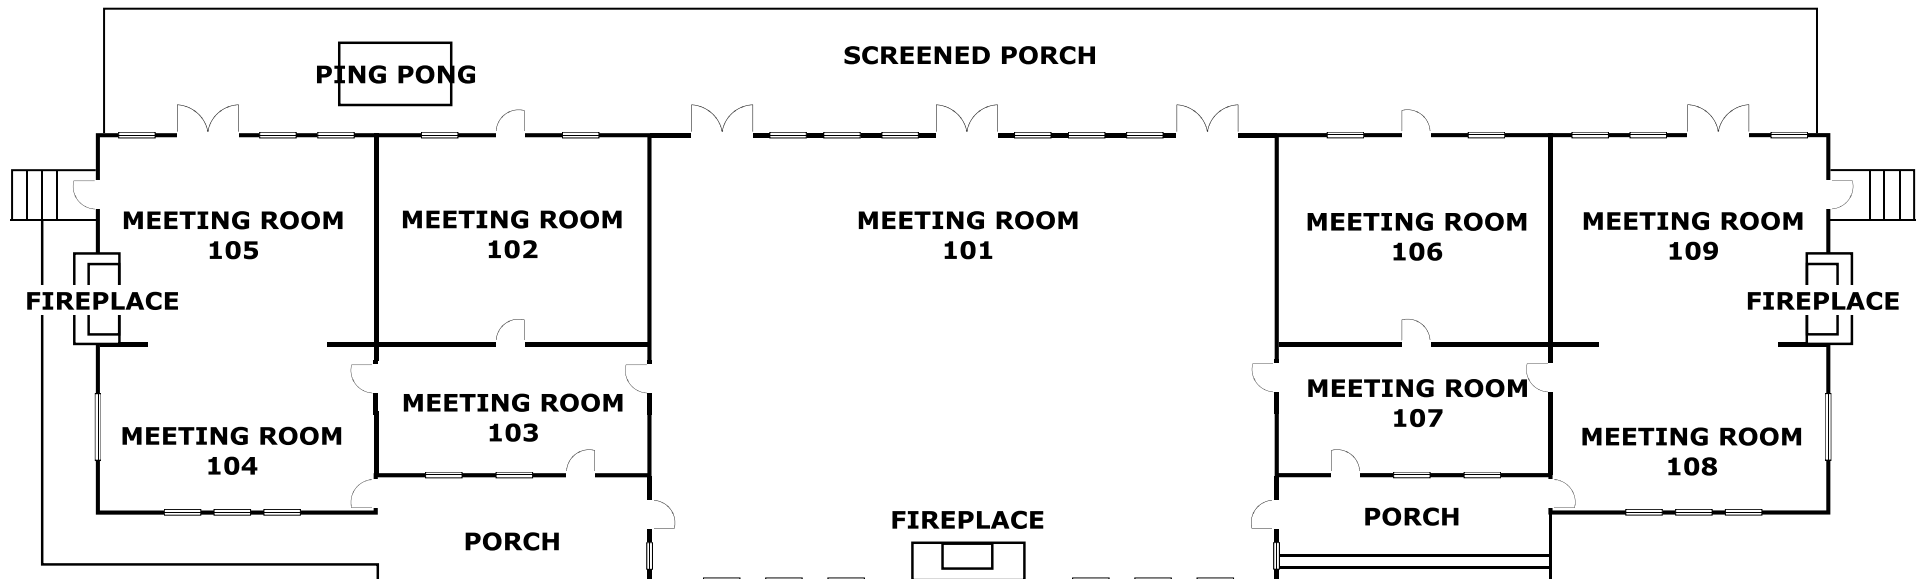 SCREENED PORCH
PING PONG
MEETING ROOM
105
MEETING ROOM
102
MEETING ROOM
101
MEETING ROOM
106
MEETING ROOM
109
FIREPLACE
FIREPLACE
MEETING ROOM
104
MEETING ROOM
103
MEETING ROOM
107
MEETING ROOM
108
FIREPLACE
PORCH
PORCH